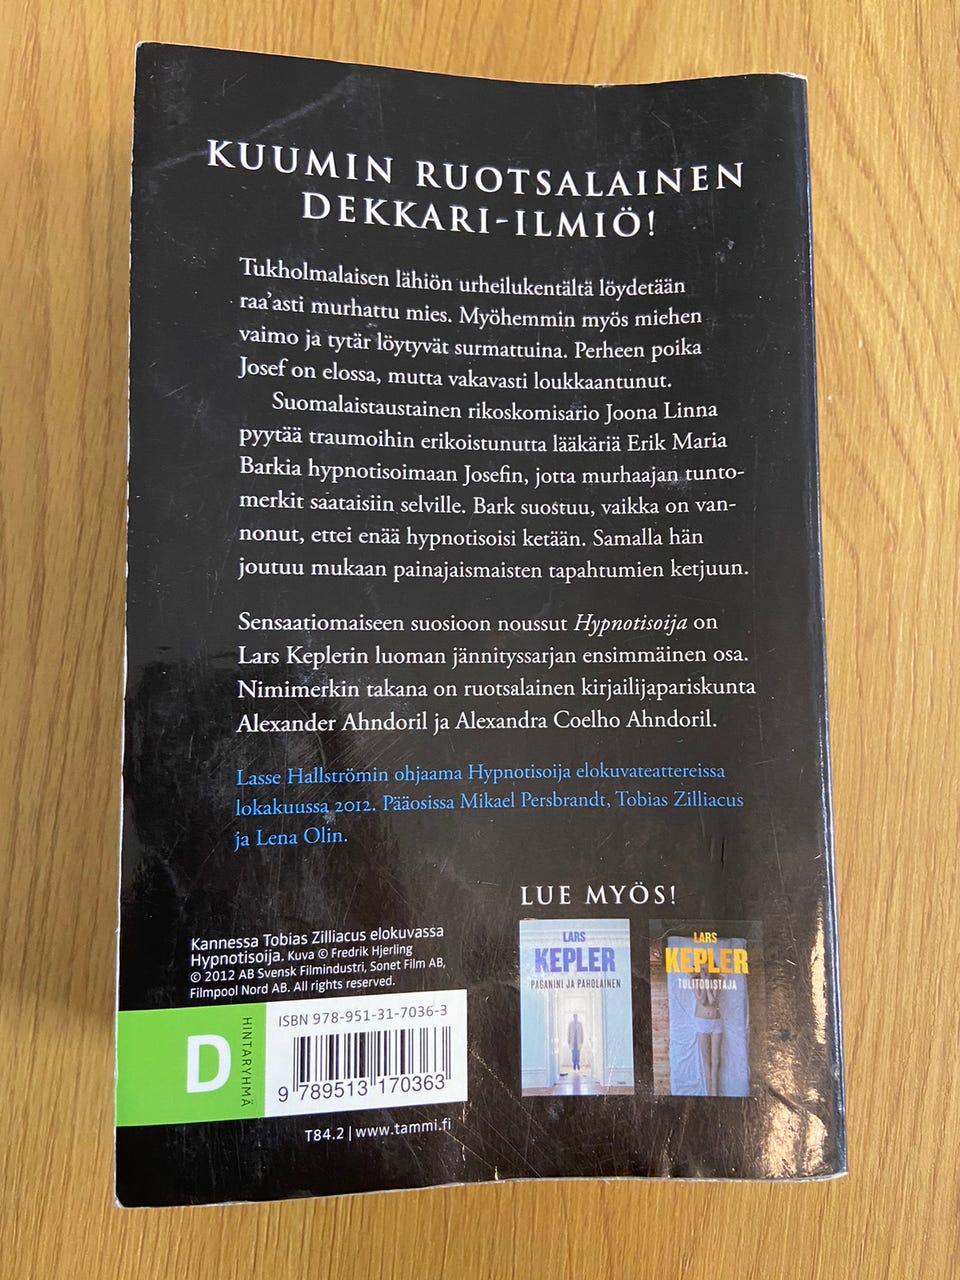 KUUMIN RUOTSALAINEN
DEKKARI-ILMIÖ!
Tukholmalaisen lähiön urheilukentältä löydetään
raa'asti murhattu mies. Myöhemmin myös miehen
vaimo ja tytär löytyvät surmattuina. Perheen poika
Josef on elossa, mutta vakavasti loukkaantunut.
Suomalaistaustainen rikoskomisario Joona Linna
pyytää traumoihin erikoistunutta lääkäriä Erik Maria
Barkia hypnotisoimaan Josefin, jotta murhaajan tunto-
merkit saataisiin selville. Bark suostuu, vaikka on van-
nonut, ettei enää hypnotisoisi ketään. Samalla hän
joutuu mukaan painajaismaisten tapahtumien ketjuun.
Sensaatiomaiseen suosioon noussut Hypnotisoija on
Lars Keplerin luoman jännityssarjan ensimmäinen osa.
Nimimerkin takana on ruotsalainen kirjailijapariskunta
Alexander Ahndoril ja Alexandra Coelho Ahndoril.
Lasse Hallströmin ohjaama Hypnotisoija elokuvateattereissa
lokakuussa 2012. Pääosissa Mikael Persbrandt, Tobias Zilliacus
ja Lena Olin.
LUE MYÖS!
LARS
KEPLER
PAGANINI JA PAHOLAINEN
LARS
KEPLER
TULITODISTAJA
Kannessa Tobias Zilliacus elokuvassa
Hypnotisoija. Kuva © Fredrik Hjerling
© 2012 AB Svensk Filmindustri, Sonet Film AB,
Filmpool Nord AB. All rights reserved.
D
HINTARYHMÄ
ISBN 978-951-31-7036-3
9 789513 170363
T84.2 | www.tammi.fi